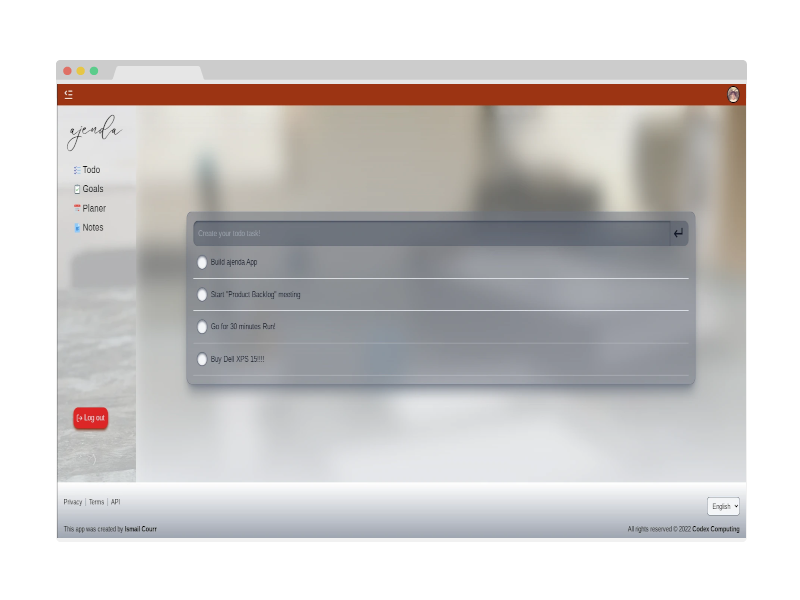 ajenda
Todo
Goals
Planer
Notes
Create your todo task!
Build ajenda App
Start "Product Backlog" meeting
Go for 30 minutes Run!
Buy Dell XPS 15!!!!
Log out
Privacy | Terms | API
English
This app was created by Ismail Courr
All rights reserved © 2022 Codex Computing